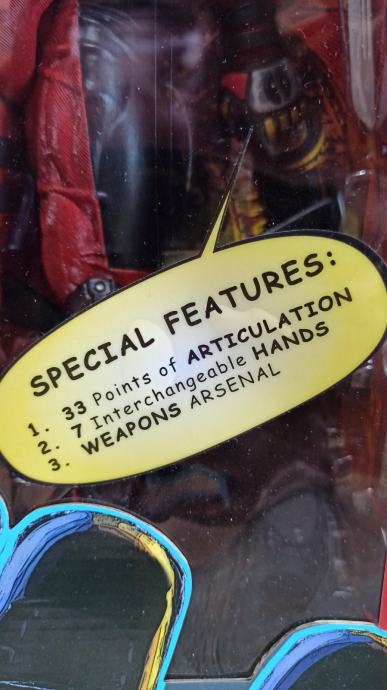 SPECIAL FEATURES:
1. 33 Points of ARTICULATION
2. 7 Interchangeable HANDS
3. WEAPONS ARSENAL